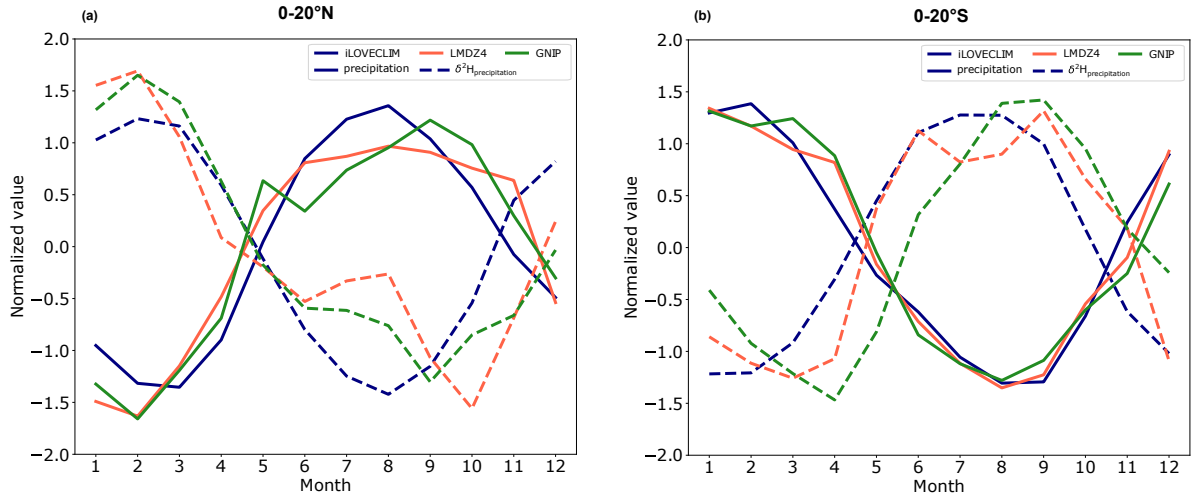 (a)
0-20°N
2.0
1.5
1.0
0.5
0.0
−0.5
−1.0
−1.5
−2.0
Normalized value
iLOVECLIM
LMDZ4
GNIP
precipitation
δ²Hprecipitation
1 2 3 4 5 6 7 8 9 10 11 12
Month
(b)
0-20°S
2.0
1.5
1.0
0.5
0.0
−0.5
−1.0
−1.5
−2.0
Normalized value
iLOVECLIM
LMDZ4
GNIP
precipitation
δ²Hprecipitation
1 2 3 4 5 6 7 8 9 10 11 12
Month